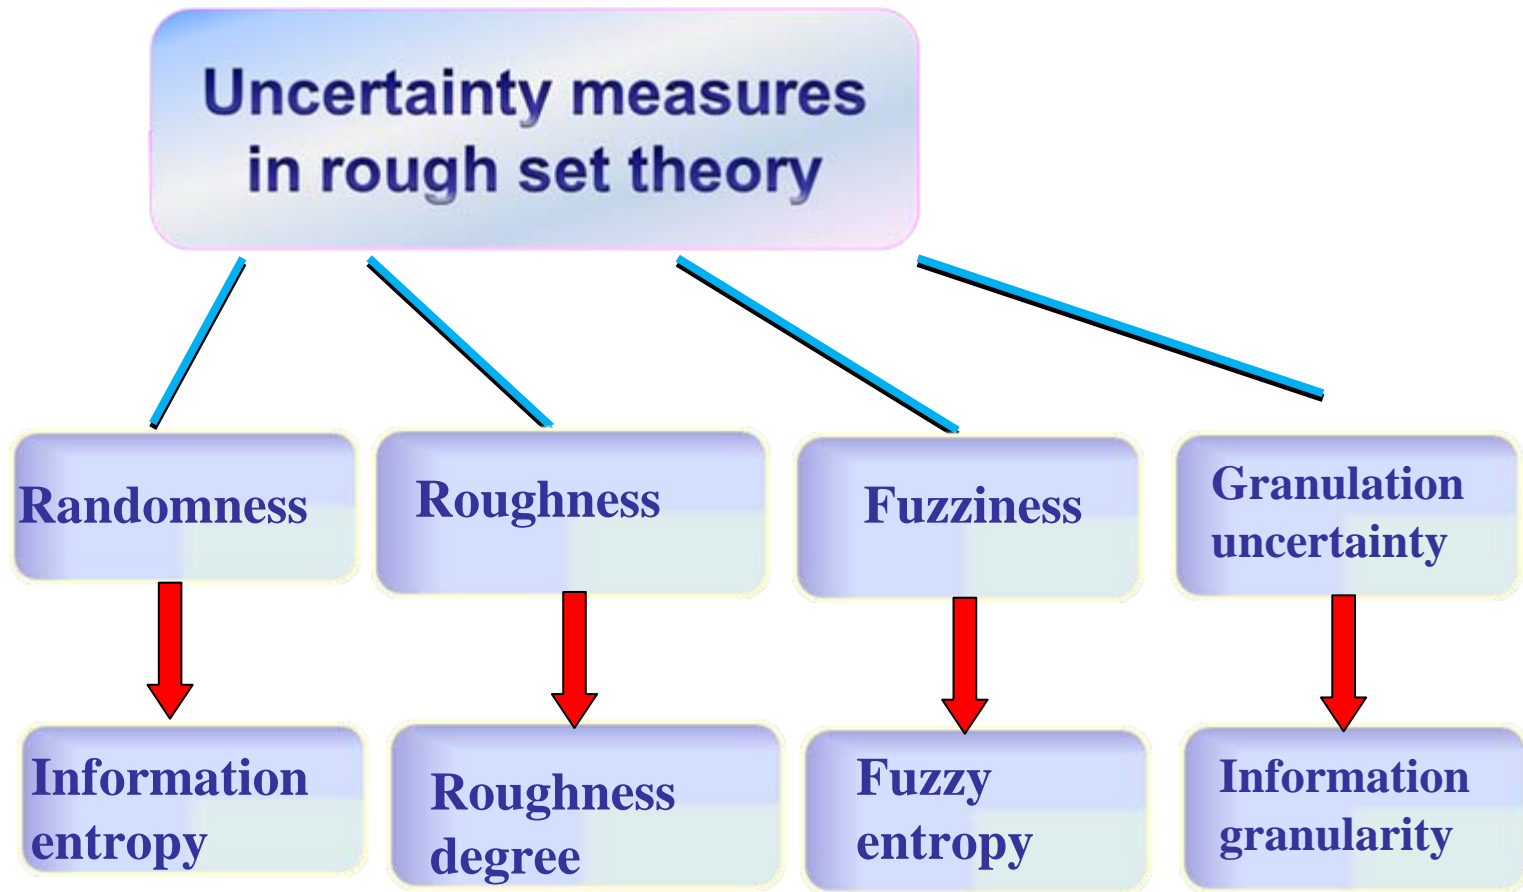 Uncertainty measures
in rough set theory
Randomness
Roughness
Fuzziness
Granulation
uncertainty
Information
entropy
Roughness
degree
Fuzzy
entropy
Information
granularity